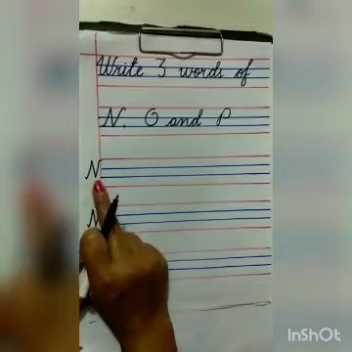 Write 3 words of
N, O and P
N
N
InShOt